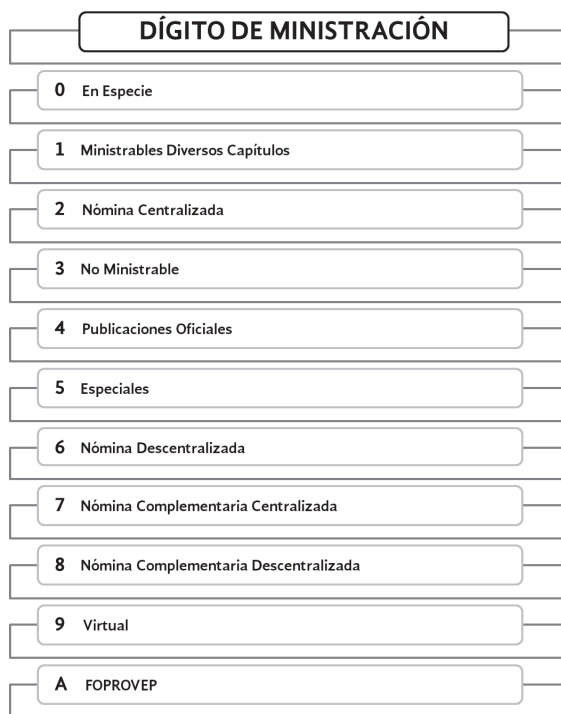 DÍGITO DE MINISTRACIÓN
0 En Especie
1 Ministrables Diversos Capítulos
2 Nómina Centralizada
3 No Ministrable
4 Publicaciones Oficiales
5 Especiales
6 Nómina Descentralizada
7 Nómina Complementaria Centralizada
8 Nómina Complementaria Descentralizada
9 Virtual
A FOPROVEP